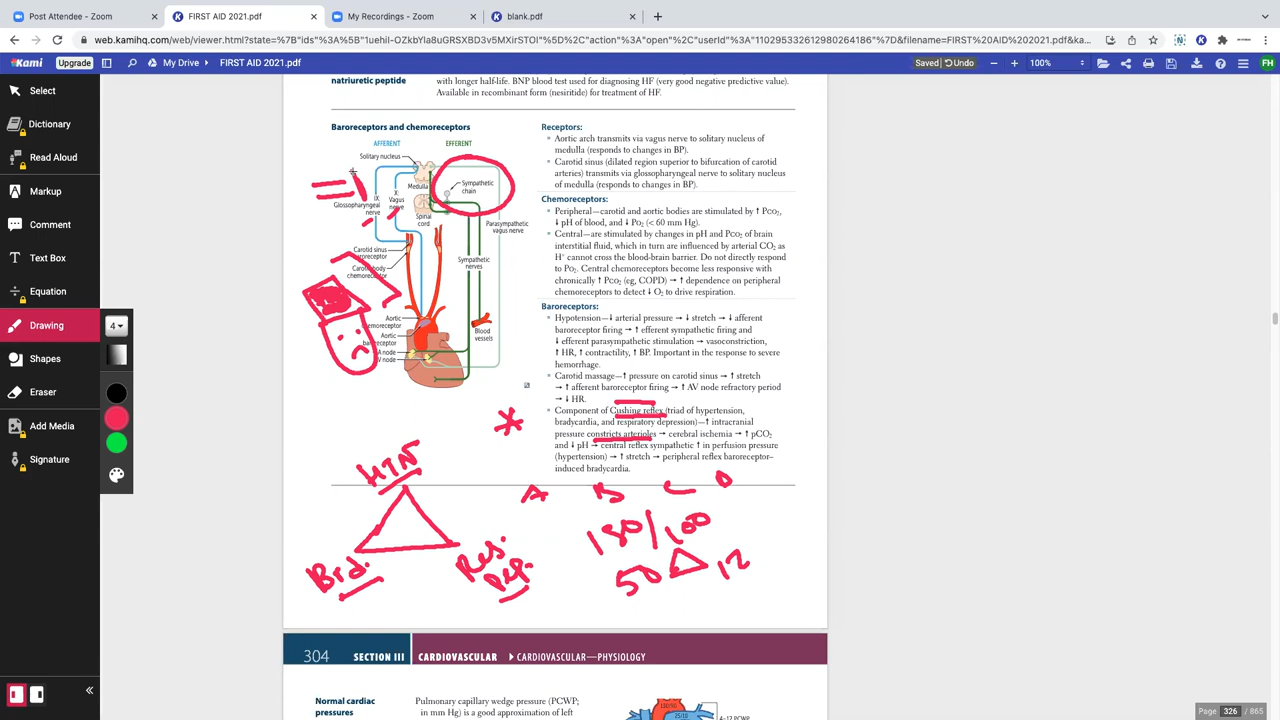 Post Attendee - Zoom
FIRST AID 2021.pdf
My Recordings - Zoom
blank.pdf
web.kamihq.com/web/viewer.html?state=%7B"ids"%3A%5B"1uehiI-OZkbYla8uGRSXBD3v5MXirSTOI"%5D%2C"action"%3A"open"%2C"userId"%3A"110295332612980264186"%7D&filename=FIRST%20AID%202021.pdf&ka...
Kami
Upgrade
My Drive
FIRST AID 2021.pdf
Saved
Undo
100%
FH
Select
Dictionary
Read Aloud
Markup
Comment
Text Box
Equation
Drawing
Shapes
Eraser
Add Media
Signature
4
natriuretic peptide
with longer half-life. BNP blood test used for diagnosing HF (very good negative predictive value).
Available in recombinant form (nesiritide) for treatment of HF.
Baroreceptors and chemoreceptors
AFFERENT
EFFERENT
Solitary nucleus
Medulla
Sympathetic
chain
IX:
Glossopharyngeal
nerve
X:
Vagus
nerve
Spinal
cord
Parasympathetic
vagus nerve
Carotid sinus
baroreceptor
Carotid body
chemoreceptor
Sympathetic
nerves
Aortic
chemoreceptor
Aortic
baroreceptor
Blood
vessels
Receptors:
Aortic arch transmits via vagus nerve to solitary nucleus of
medulla (responds to changes in BP).
Carotid sinus (dilated region superior to bifurcation of carotid
arteries) transmits via glossopharyngeal nerve to solitary nucleus
of medulla (responds to changes in BP).
Chemoreceptors:
Peripheral—carotid and aortic bodies are stimulated by ↑ PCO2,
↓ pH of blood, and ↓ PO2 (< 60 mm Hg).
Central—are stimulated by changes in pH and PCO2 of brain
interstitial fluid, which in turn are influenced by arterial CO2 as
H+ cannot cross the blood-brain barrier. Do not directly respond
to PO2. Central chemoreceptors become less responsive with
chronically ↑ PCO2 (eg, COPD) → ↑ dependence on peripheral
chemoreceptors to detect ↓ O2 to drive respiration.
Baroreceptors:
Hypotension—↓ arterial pressure → ↓ stretch → ↓ afferent
baroreceptor firing → ↑ efferent sympathetic firing and
↓ efferent parasympathetic stimulation → vasoconstriction,
↑ HR, ↑ contractility, ↑ BP. Important in the response to severe
hemorrhage.
Carotid massage—↑ pressure on carotid sinus → ↑ stretch
→ ↑ afferent baroreceptor firing → ↑ AV node refractory period
→ ↓ HR.
Component of Cushing reflex (triad of hypertension,
bradycardia, and respiratory depression)—↑ intracranial
pressure constricts arterioles → cerebral ischemia → ↑ pCO2
and ↓ pH → central reflex sympathetic ↑ in perfusion pressure
(hypertension) → ↑ stretch → peripheral reflex baroreceptor–
induced bradycardia.
HTN
Brd.
Res.
Dep.
A B C D
180/100
50 12
304 SECTION III CARDIOVASCULAR ▶ CARDIOVASCULAR—PHYSIOLOGY
Normal cardiac
pressures
Pulmonary capillary wedge pressure (PCWP;
in mm Hg) is a good approximation of left
25/10
4–12 PCWP
Page 326 / 865